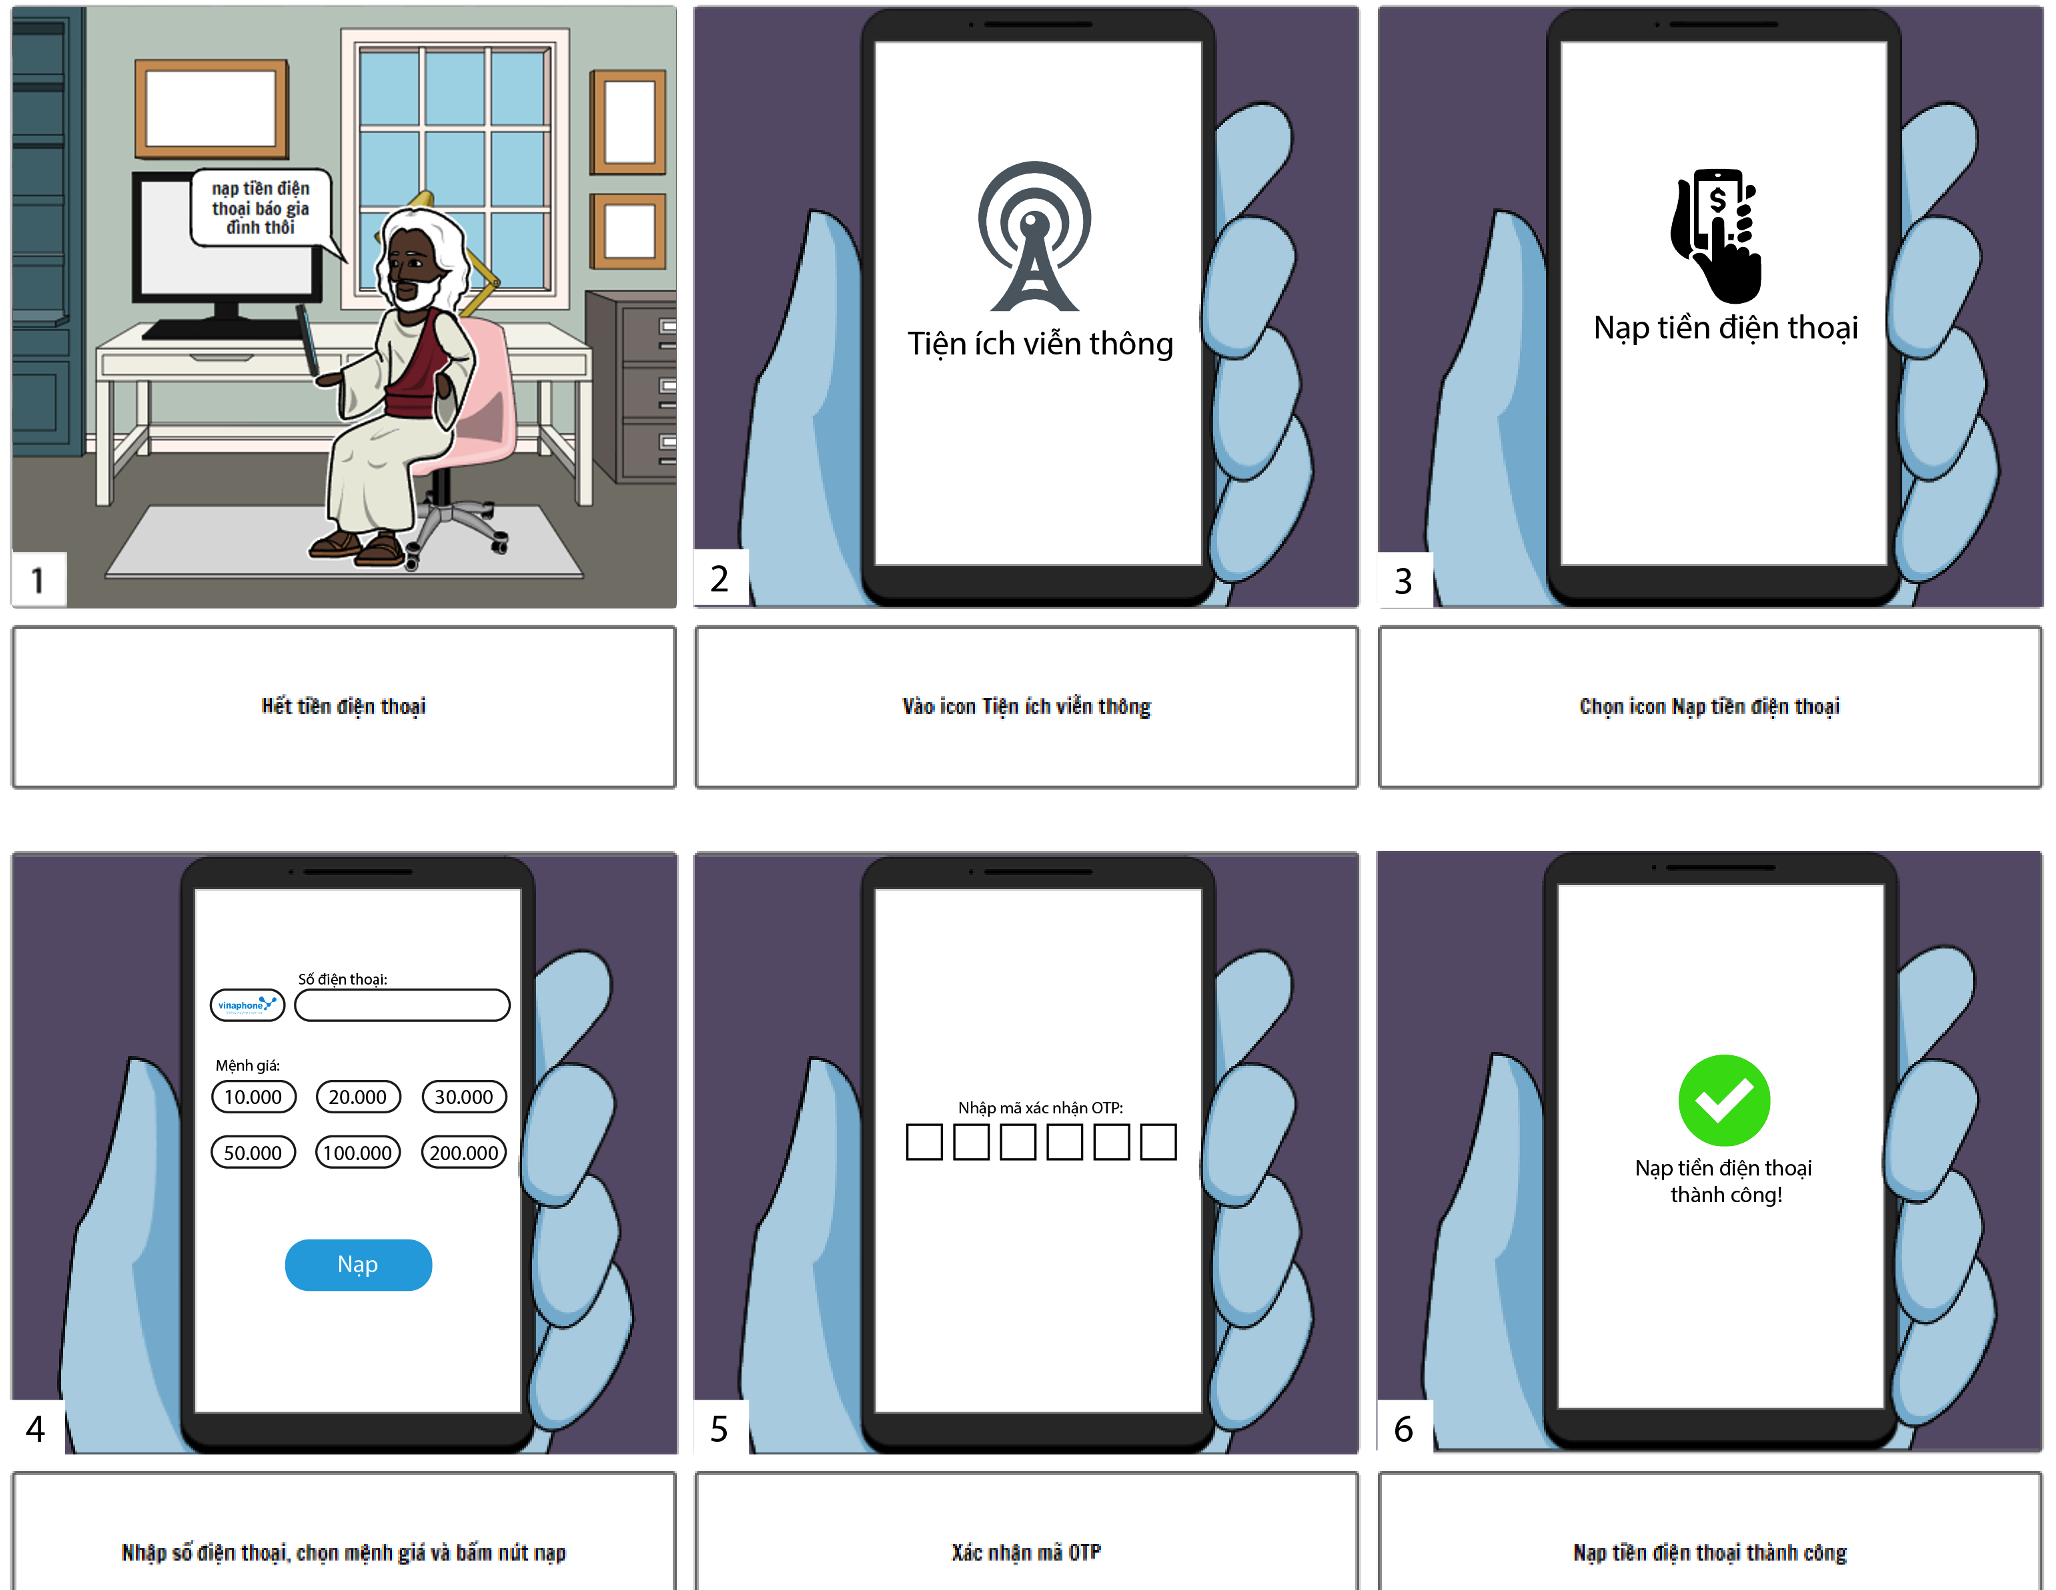 nạp tiền điện
thoại báo gia
đình thôi
1
Hết tiền điện thoại
Tiện ích viễn thông
2
Vào icon Tiện ích viễn thông
$
Nạp tiền điện thoại
3
Chọn icon Nạp tiền điện thoại
Số điện thoại:
vinaphone
Mệnh giá:
10.000 20.000 30.000
50.000 100.000 200.000
Nạp
4
Nhập số điện thoại, chọn mệnh giá và bấm nút nạp
Nhập mã xác nhận OTP:
5
Xác nhận mã OTP
Nạp tiền điện thoại
thành công!
6
Nạp tiền điện thoại thành công